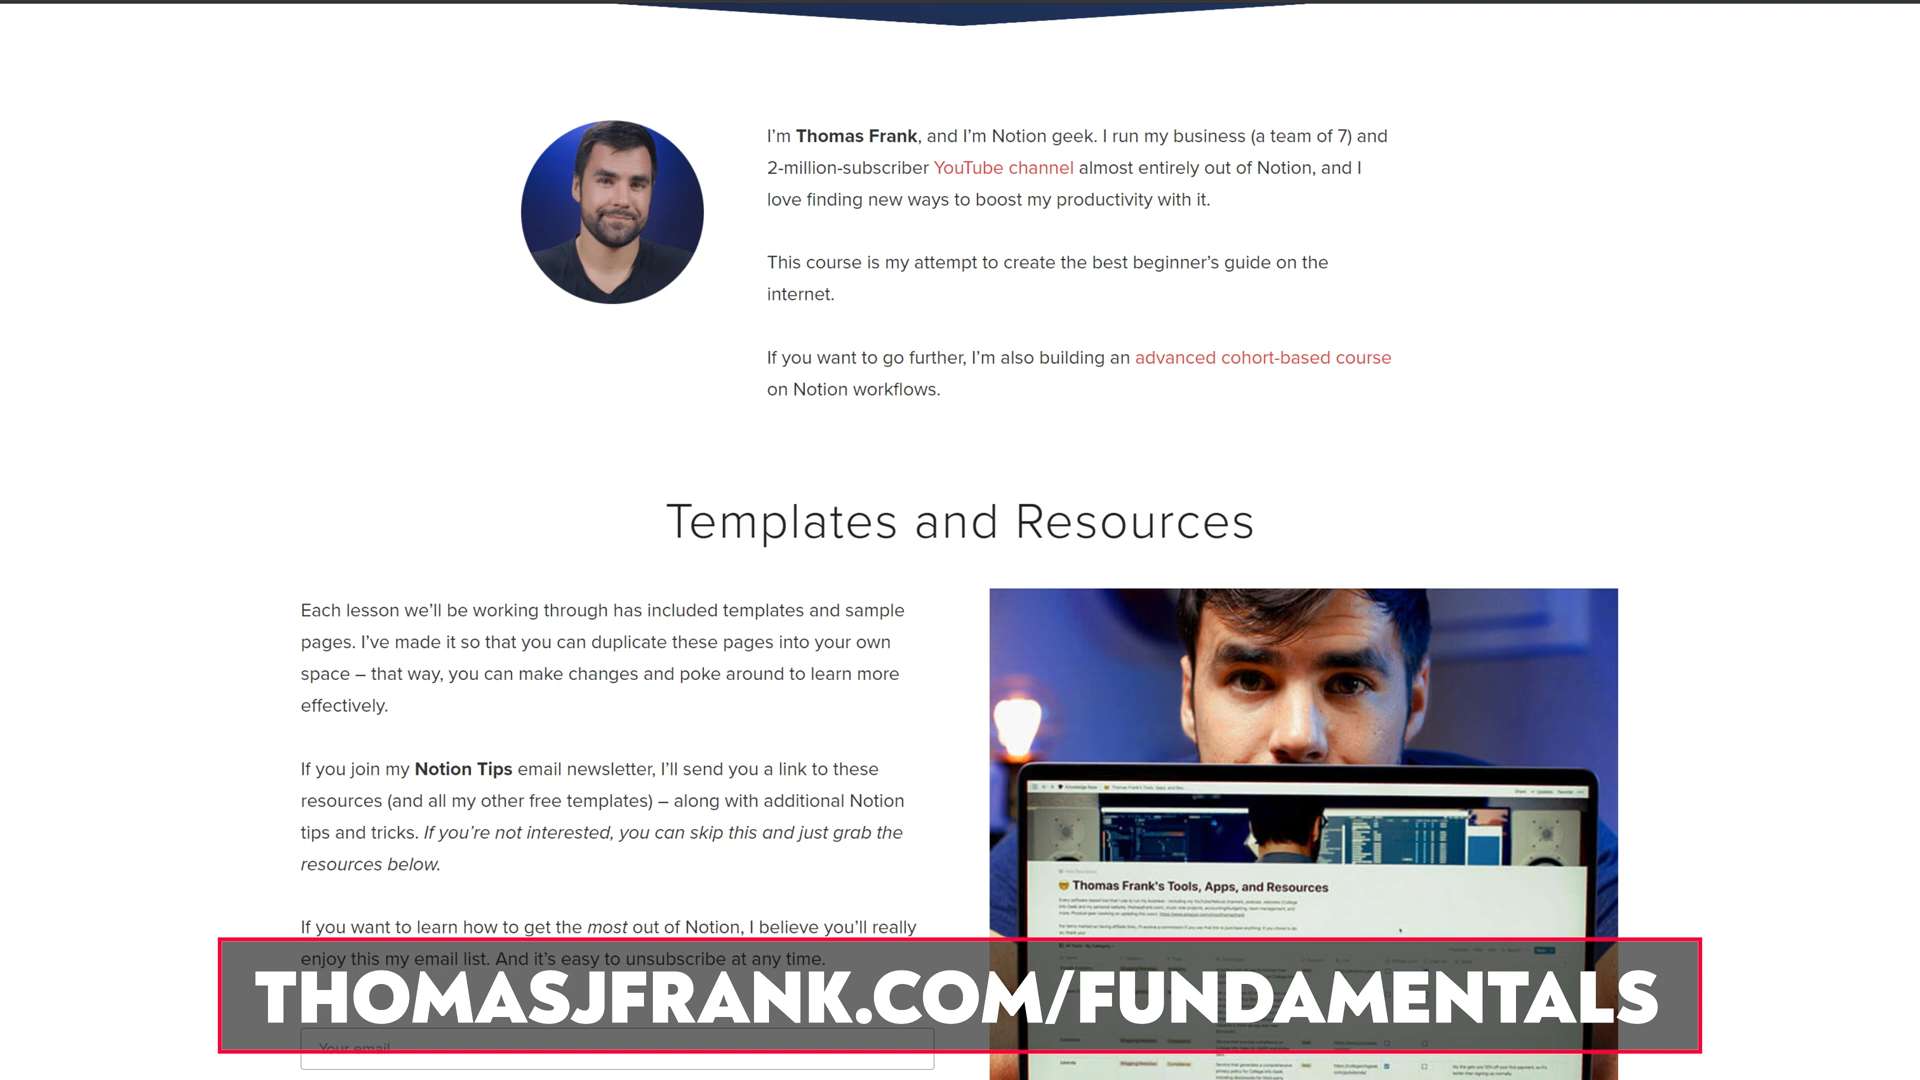 I'm Thomas Frank, and I'm Notion geek. I run my business (a team of 7) and
2-million-subscriber YouTube channel almost entirely out of Notion, and I
love finding new ways to boost my productivity with it.
This course is my attempt to create the best beginner's guide on the
internet.
If you want to go further, I'm also building an advanced cohort-based course
on Notion workflows.
Templates and Resources
Each lesson we'll be working through has included templates and sample
pages. I've made it so that you can duplicate these pages into your own
space – that way, you can make changes and poke around to learn more
effectively.
If you join my Notion Tips email newsletter, I'll send you a link to these
resources (and all my other free templates) – along with additional Notion
tips and tricks. If you're not interested, you can skip this and just grab the
resources below.
If you want to learn how to get the most out of Notion, I believe you'll really
enjoy this my email list. And it's easy to unsubscribe at any time.
Your email
Thomas Frank's Tools, Apps, and Resources
THOMASJFRANK.COM/FUNDAMENTALS